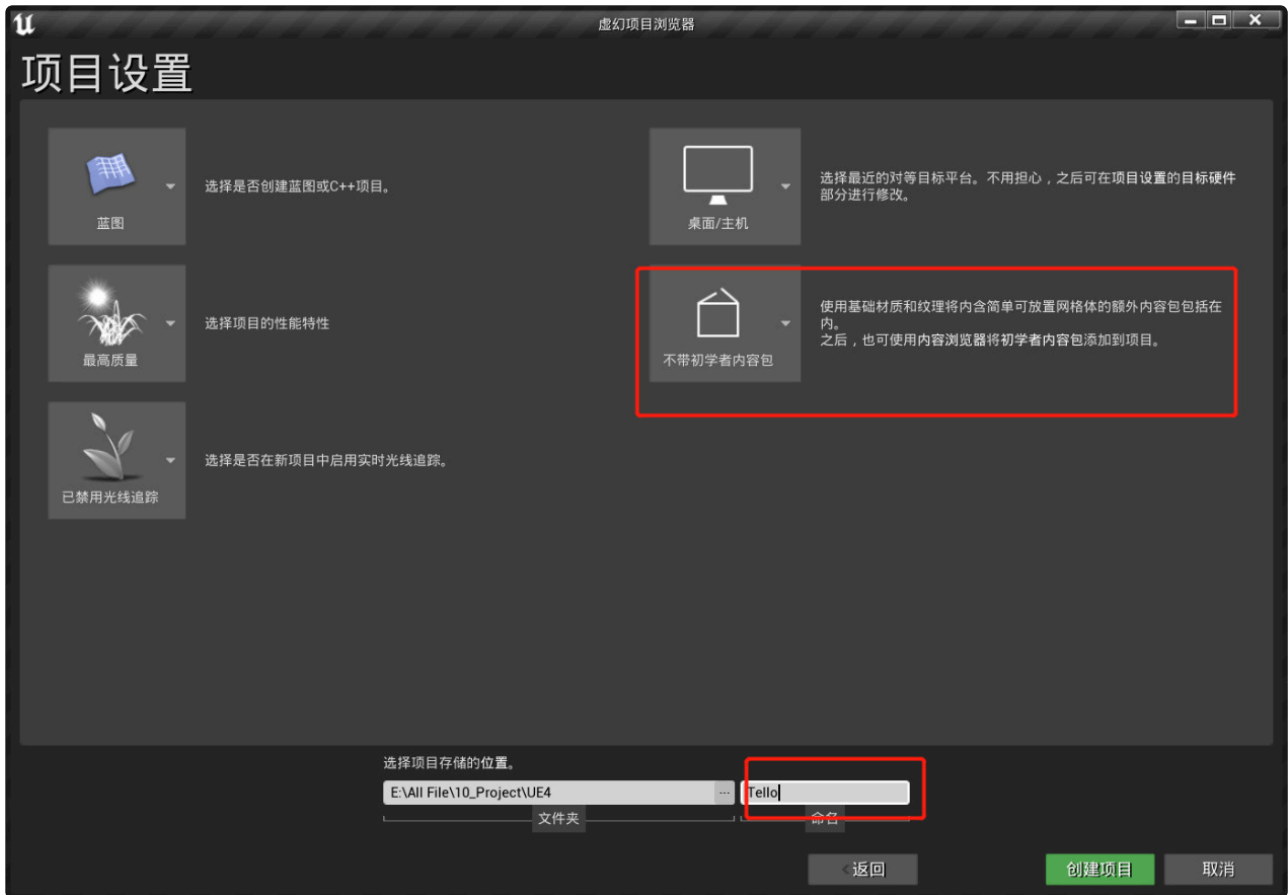 虚幻项目浏览器
项目设置
蓝图
选择是否创建蓝图或C++项目。
桌面/主机
选择最近的对等目标平台。不用担心，之后可在项目设置的目标硬件
部分进行修改。
最高质量
选择项目的性能特性
不带初学者内容包
使用基础材质和纹理将内含简单可放置网格体的额外内容包包括在
内。
之后，也可使用内容浏览器将初学者内容包添加到项目。
已禁用光线追踪
选择是否在新项目中启用实时光线追踪。
选择项目存储的位置。
E:\All File\10_Project\UE4
...
Tello
文件夹
命名
返回
创建项目
取消